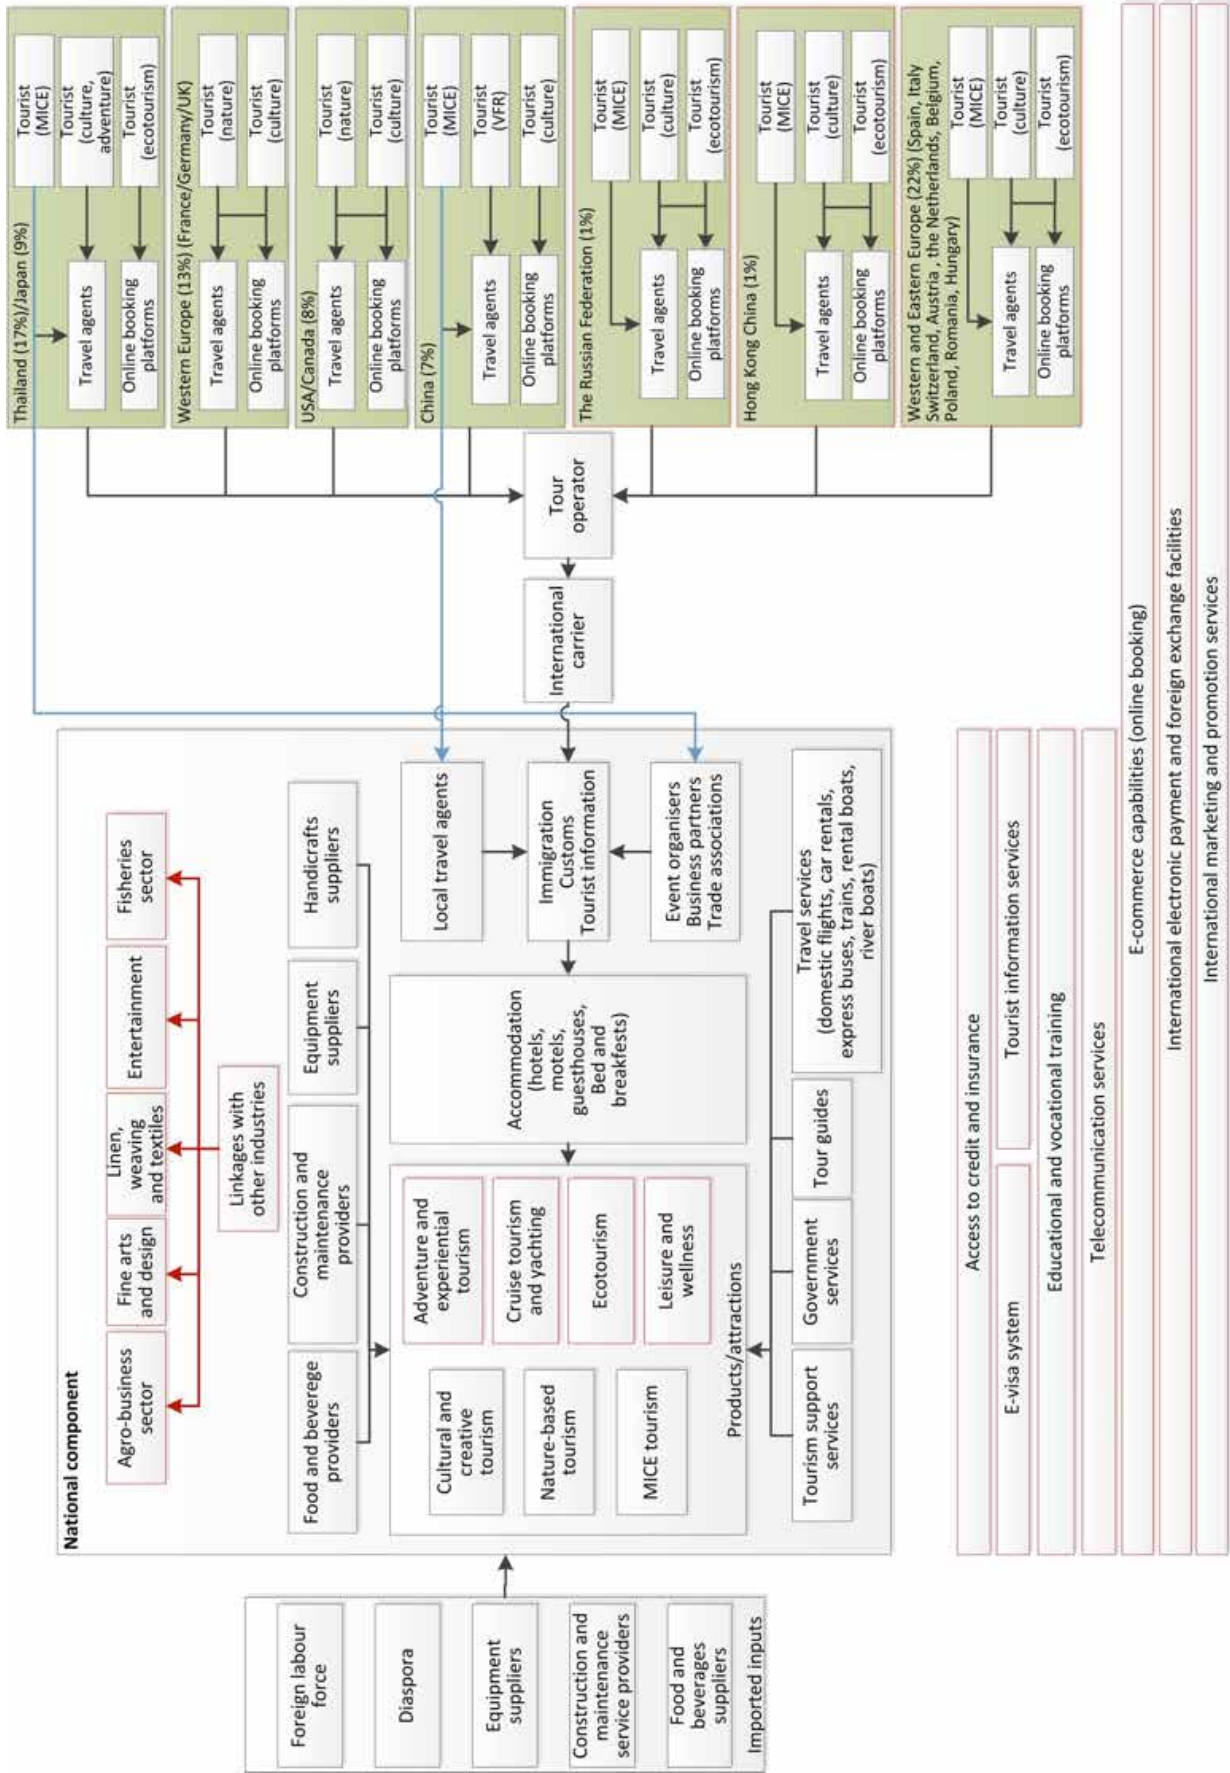 National component
Agro-business
sector
Fine arts
and design
Linen,
weaving
and textiles
Entertainment
Fisheries
sector
Linkages with
other industries
Food and beverege
providers
Construction and
maintenance
providers
Equipment
suppliers
Handicrafts
suppliers
Cultural and
creative
tourism
Nature-based
tourism
MICE tourism
Adventure and
experiential
tourism
Cruise tourism
and yachting
Ecotourism
Leisure and
wellness
Products/attractions
Accommodation
(hotels,
motels,
guesthouses,
Bed and
breakfests)
Local travel agents
Immigration
Customs
Tourist information
Event organisers
Business partners
Trade associations
Tourism support
services
Government
services
Tour guides
Travel services
(domestic flights, car rentals,
express buses, trains, rental boats,
river boats)
Foreign labour
force
Diaspora
Equipment
suppliers
Construction and
maintenance
service providers
Food and
beverages
suppliers
Imported inputs
International
carrier
Tour
operator
Thailand (17%)/Japan (9%)
Travel agents
Online booking
platforms
Tourist
(MICE)
Tourist
(culture,
adventure)
Tourist
(ecotourism)
Western Europe (13%) (France/Germany/UK)
Travel agents
Online booking
platforms
Tourist
(nature)
Tourist
(culture)
USA/Canada (8%)
Travel agents
Online booking
platforms
Tourist
(nature)
Tourist
(culture)
China (7%)
Travel agents
Online booking
platforms
Tourist
(MICE)
Tourist
(VFR)
Tourist
(culture)
The Russian Federation (1%)
Travel agents
Online booking
platforms
Tourist
(MICE)
Tourist
(culture)
Tourist
(ecotourism)
Hong Kong China (1%)
Travel agents
Online booking
platforms
Tourist
(MICE)
Tourist
(culture)
Tourist
(ecotourism)
Western and Eastern Europe (22%) (Spain, Italy
Switzerland, Austria , the Netherlands, Belgium,
Poland, Romania, Hungary)
Travel agents
Online booking
platforms
Tourist
(MICE)
Tourist
(culture)
Tourist
(ecotourism)
Access to credit and insurance
E-visa system
Tourist information services
Educational and vocational training
Telecommunication services
E-commerce capabilities (online booking)
International electronic payment and foreign exchange facilities
International marketing and promotion services